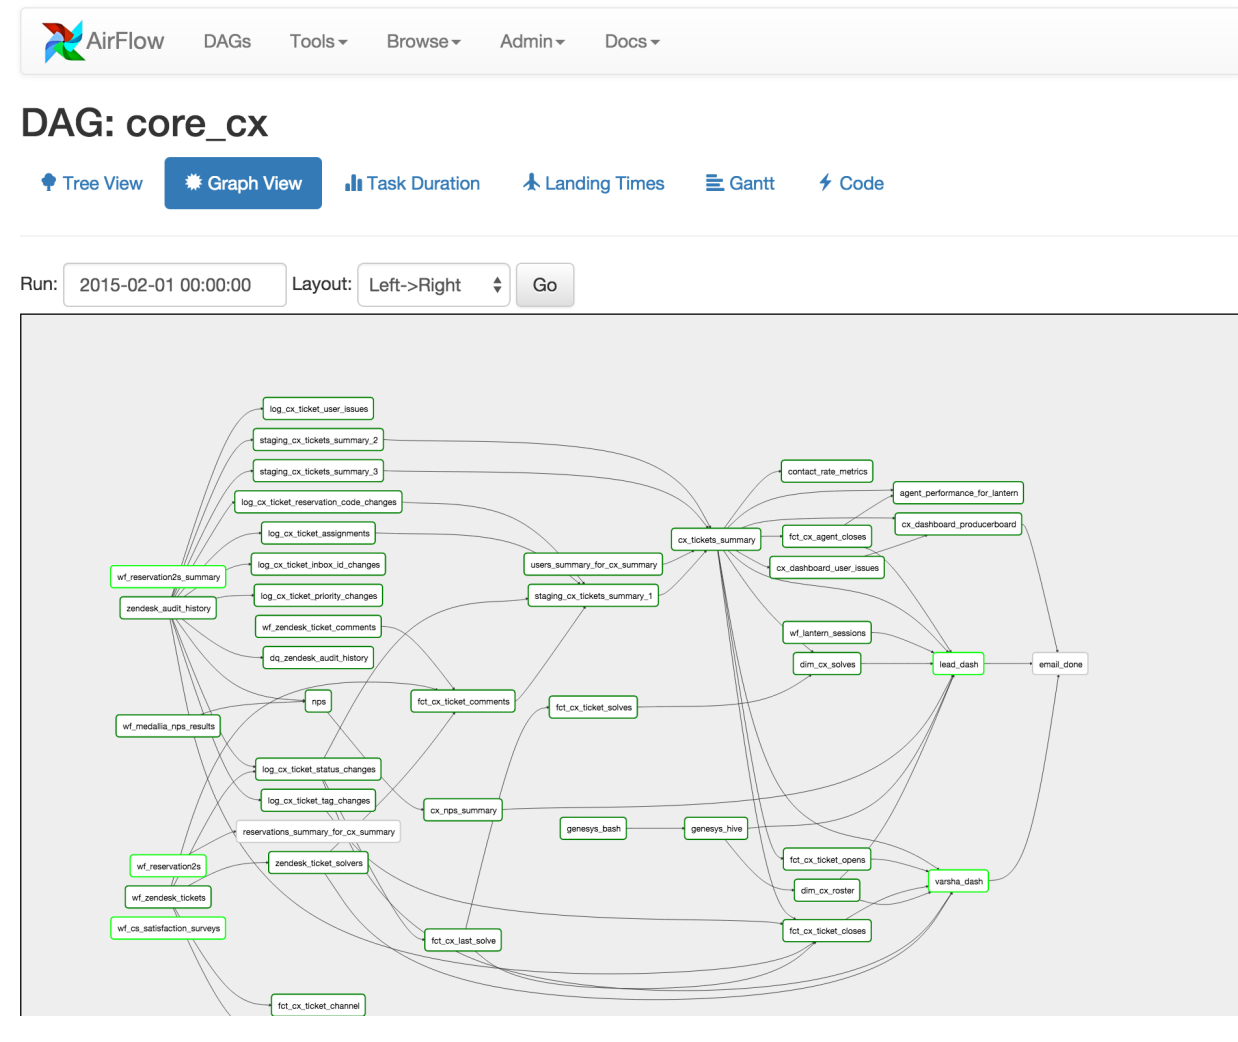 AirFlow DAGs Tools Browse Admin Docs
DAG: core_cx
Tree View Graph View Task Duration Landing Times Gantt Code
Run: 2015-02-01 00:00:00 Layout: Left->Right Go
log_cx_ticket_user_issues
staging_cx_tickets_summary_2
staging_cx_tickets_summary_3
contact_rate_metrics
agent_performance_for_lantern
log_cx_ticket_reservation_code_changes
cx_dashboard_producerboard
log_cx_ticket_assignments
cx_tickets_summary
fct_cx_agent_closes
log_cx_ticket_inbox_id_changes
users_summary_for_cx_summary
cx_dashboard_user_issues
wf_reservation2s_summary
log_cx_ticket_priority_changes
staging_cx_tickets_summary_1
zendesk_audit_history
wf_zendesk_ticket_comments
wf_lantern_sessions
dq_zendesk_audit_history
dim_cx_solves
lead_dash
email_done
nps
fct_cx_ticket_comments
fct_cx_ticket_solves
wf_medallia_nps_results
log_cx_ticket_status_changes
log_cx_ticket_tag_changes
cx_nps_summary
reservations_summary_for_cx_summary
genesys_bash
genesys_hive
wf_reservation2s
zendesk_ticket_solvers
fct_cx_ticket_opens
varsha_dash
wf_zendesk_tickets
dim_cx_roster
wf_cs_satisfaction_surveys
fct_cx_last_solve
fct_cx_ticket_closes
fct_cx_ticket_channel